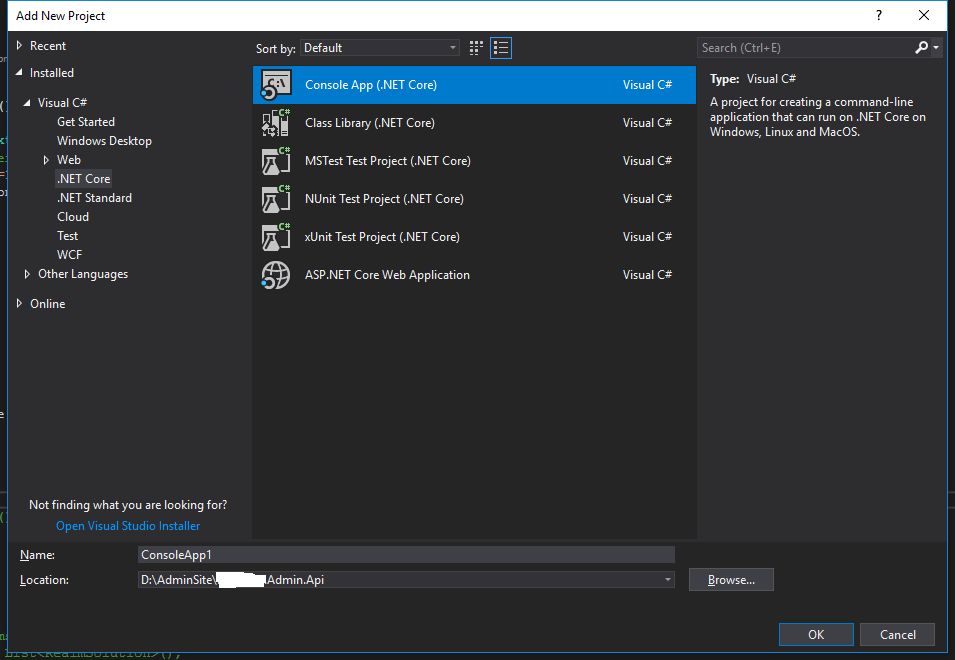 Add New Project
?
Recent
Installed
Visual C#
Get Started
Windows Desktop
Web
.NET Core
.NET Standard
Cloud
Test
WCF
Other Languages
Online
Not finding what you are looking for?
Open Visual Studio Installer
Sort by: Default
Console App (.NET Core) Visual C#
Class Library (.NET Core) Visual C#
MSTest Test Project (.NET Core) Visual C#
NUnit Test Project (.NET Core) Visual C#
xUnit Test Project (.NET Core) Visual C#
ASP.NET Core Web Application Visual C#
Search (Ctrl+E)
Type: Visual C#
A project for creating a command-line
application that can run on .NET Core on
Windows, Linux and MacOS.
Name: ConsoleApp1
Location: D:\AdminSite\ Admin.Api
Browse...
OK
Cancel
List<RealmSolution>();